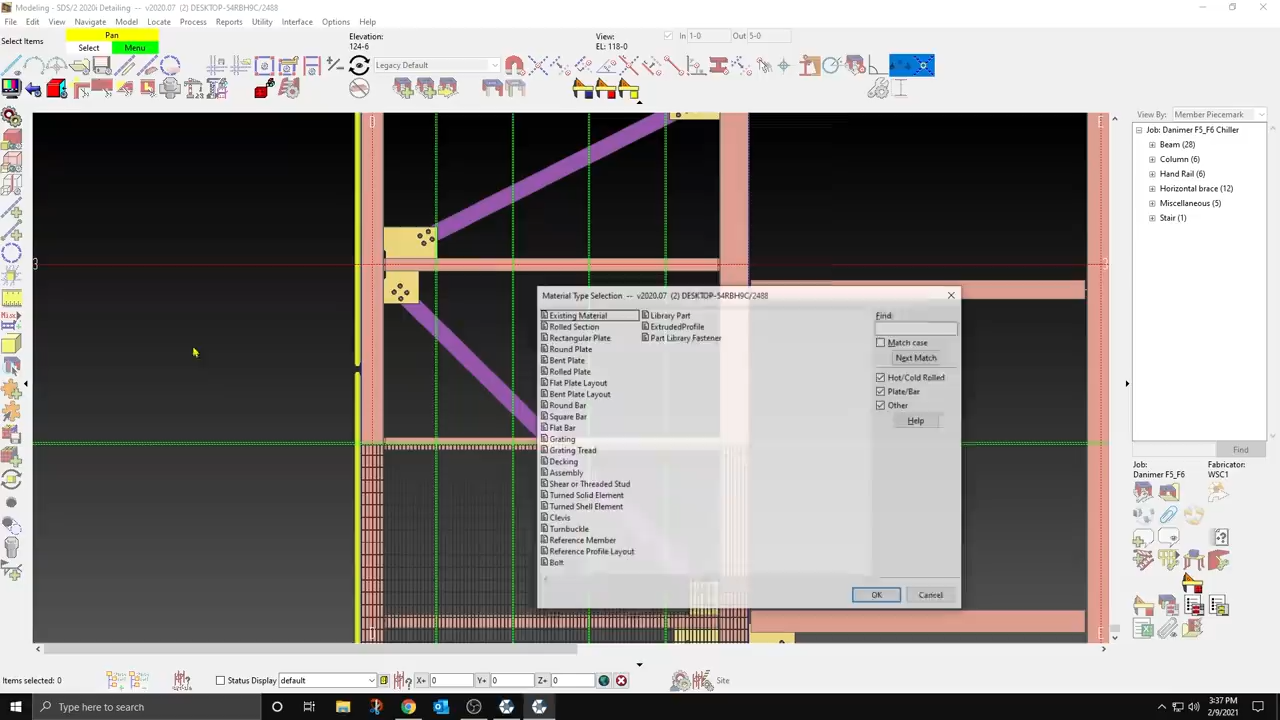 Modeling -- SDS/2 2020i Detailing -- v2020.07 (2) DESKTOP-54RBH9C/2488
File Edit View Navigate Model Locate Process Reports Utility Interface Options Help
Select Items
Pan
Select Menu
Elevation:
124-6
View:
EL: 118-0
In 1-0 Out 5-0
Legacy Default
View By: Member Piecemark
Job: Danimer F5_F6 Chiller
Beam (28)
Column (6)
Hand Rail (6)
Horizontal brace (12)
Miscellaneous (5)
Stair (1)
Find
Job:
Danimer F5_F6
Fabricator:
WSC1
Misc
Material Type Selection -- v2020.07 (2) DESKTOP-54RBH9C/2488
Existing Material
Rolled Section
Rectangular Plate
Round Plate
Bent Plate
Rolled Plate
Flat Plate Layout
Bent Plate Layout
Round Bar
Square Bar
Flat Bar
Grating
Grating Tread
Decking
Assembly
Shear or Threaded Stud
Turned Solid Element
Turned Shell Element
Clevis
Turnbuckle
Reference Member
Reference Profile Layout
Bolt
Library Part
ExtrudedProfile
Part Library Fastener
Find:
Match case
Next Match
Hot/Cold Rolled
Plate/Bar
Other
Help
OK Cancel
Items selected: 0
Status Display default
X+ 0 Y+ 0 Z+ 0
Site
Type here to search
3:37 PM
2/9/2021